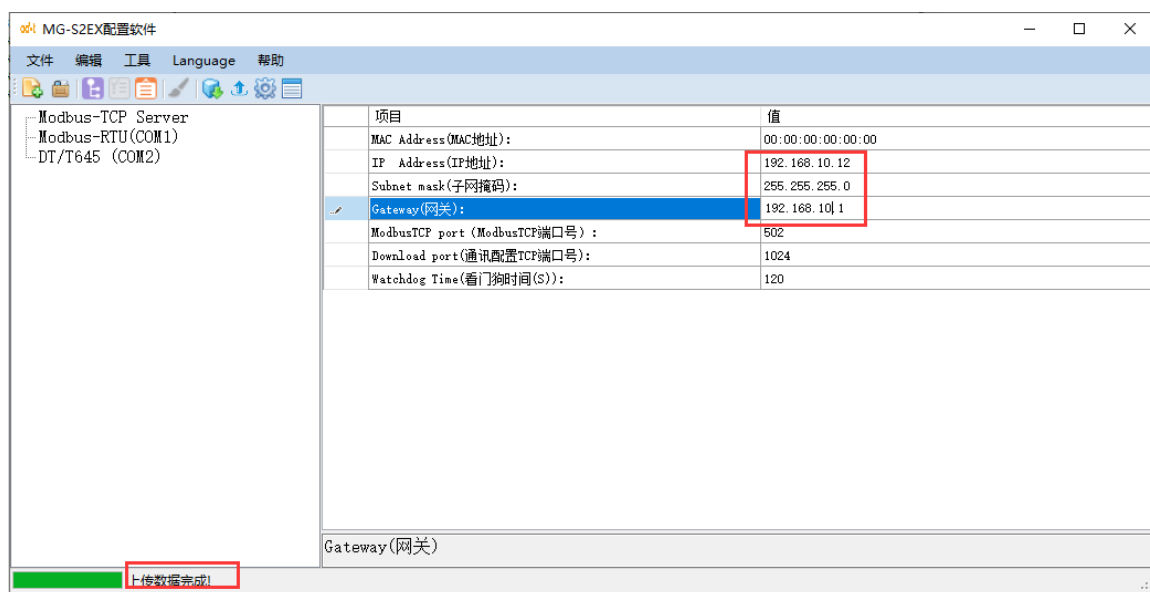 odot MG-S2EX配置软件
文件 编辑 工具 Language 帮助
Modbus-TCP Server
Modbus-RTU(COM1)
DT/T645 (COM2)
项目 值
MAC Address(MAC地址): 00:00:00:00:00:00
IP Address(IP地址): 192.168.10.12
Subnet mask(子网掩码): 255.255.255.0
Gateway(网关): 192.168.10.1
ModbusTCP port (ModbusTCP端口号) : 502
Download port(通讯配置TCP端口号): 1024
Watchdog Time(看门狗时间(S)): 120
Gateway(网关)
上传数据完成!